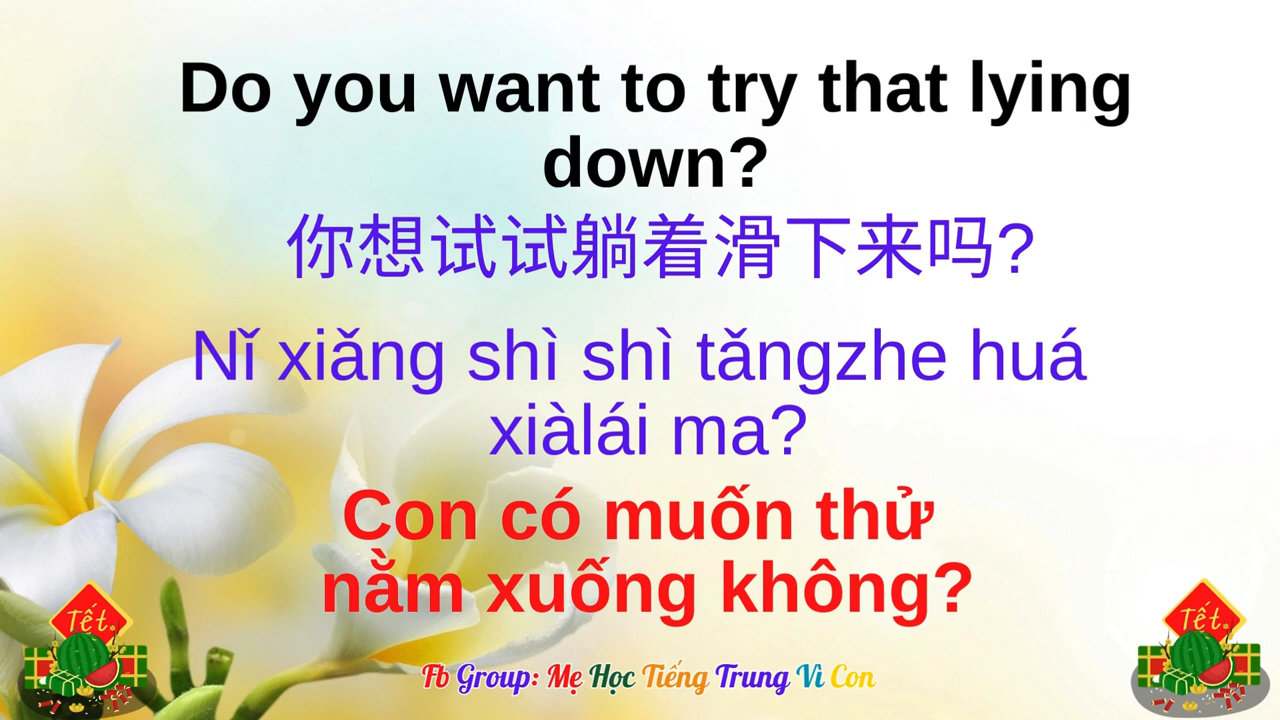 Do you want to try that lying
down?
你想试试躺着滑下来吗?
Nǐ xiǎng shì shì tǎngzhe huá
xiàlái ma?
Con có muốn thử
nằm xuống không?
Tết
Tết
Fb Group: Mẹ Học Tiếng Trung Vì Con